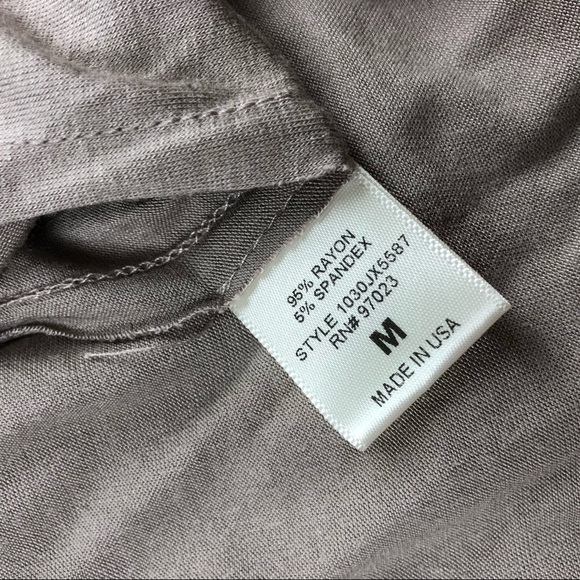 95% RAYON
5% SPANDEX
STYLE 1030JX5587
RN# 97023
M
MADE IN USA